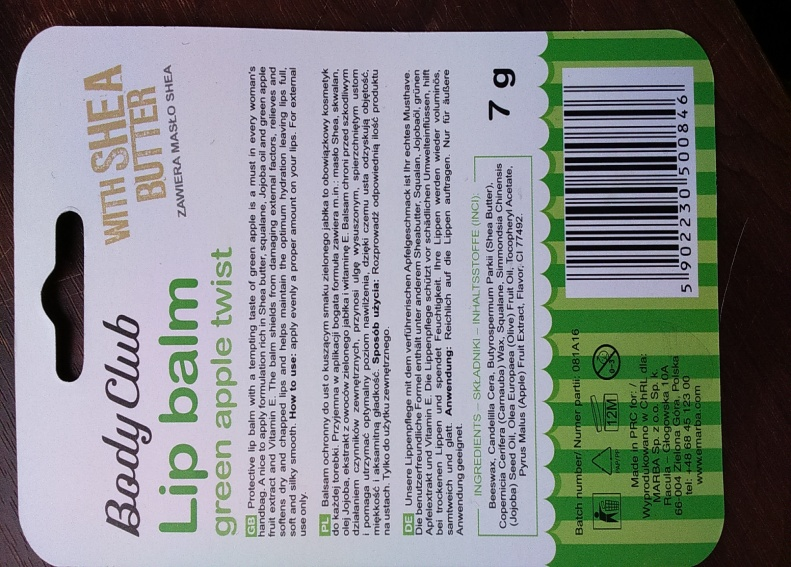 Body Club
WITH SHEA
BUTTER
ZAWIERA MASŁO SHEA
Lip balm
green apple twist
GB Protective lip balm with a tempting taste of green apple is a must in every woman's
handbag. A nice to apply formulation rich in Shea butter, squalane, Jojoba oil and green apple
fruit extract and Vitamin E. The balm shields from damaging external factors, relieves and
softens dry and chapped lips and helps maintain the optimum hydration leaving lips full,
soft and silky smooth. How to use: apply evenly a proper amount on your lips. For external
use only.
PL Balsam ochronny do ust o kuszącym smaku zielonego jabłka to obowiązkowy kosmetyk
do każdej torebki. Przyjemna w aplikacji bogata formuła zawiera m.in.: masło Shea, skwalan,
olej Jojoba, ekstrakt z owoców zielonego jabłka i witaminę E. Balsam chroni przed szkodliwym
działaniem czynników zewnętrznych, przynosi ulgę wysuszonym, spierzchniętym ustom
i pomaga utrzymać optymalny poziom nawilżenia, dzięki czemu usta odzyskują objętość,
miękkość i aksamitną gładkość. Sposób użycia: Rozprowadź odpowiednią ilość produktu
na ustach. Tylko do użytku zewnętrznego.
DE Unsere Lippenpflege mit dem verführerischen Apfelgeschmack ist Ihr echtes Musthave.
Die benutzerfreundliche Formel enthält unter anderem Sheabutter, Squalan, Jojobaöl, grünen
Apfelextrakt und Vitamin E. Die Lippenpflege schützt vor schädlichen Umwelteinflüssen, hilft
bei trockenen Lippen und spendet Feuchtigkeit. Ihre Lippen werden wieder voluminös,
samtweich und glatt. Anwendung: Reichlich auf die Lippen auftragen. Nur für äußere
Anwendung geeignet.
INGREDIENTS – SKŁADNIKI – INHALTSSTOFFE (INCI):
Beeswax, Candelilla Cera, Butyrospermum Parkii (Shea Butter),
Copernicia Cerifera (Carnauba) Wax, Squalane, Simmondsia Chinensis
(Jojoba) Seed Oil, Olea Europaea (Olive) Fruit Oil, Tocopheryl Acetate,
Pyrus Malus (Apple) Fruit Extract, Flavor, CI 77492.
7 g
Batch number/ Numer partii: 081A16
12M
0-3
Made in PRC for: /
Wyprodukowano w ChRL dla:
MARBA Sp. z o.o. Sp. k.
Racula – Głogowska 10A
66-004 Zielona Góra, Polska
tel: +48 68 45 123 00
www.marba.com
5 902230 500846